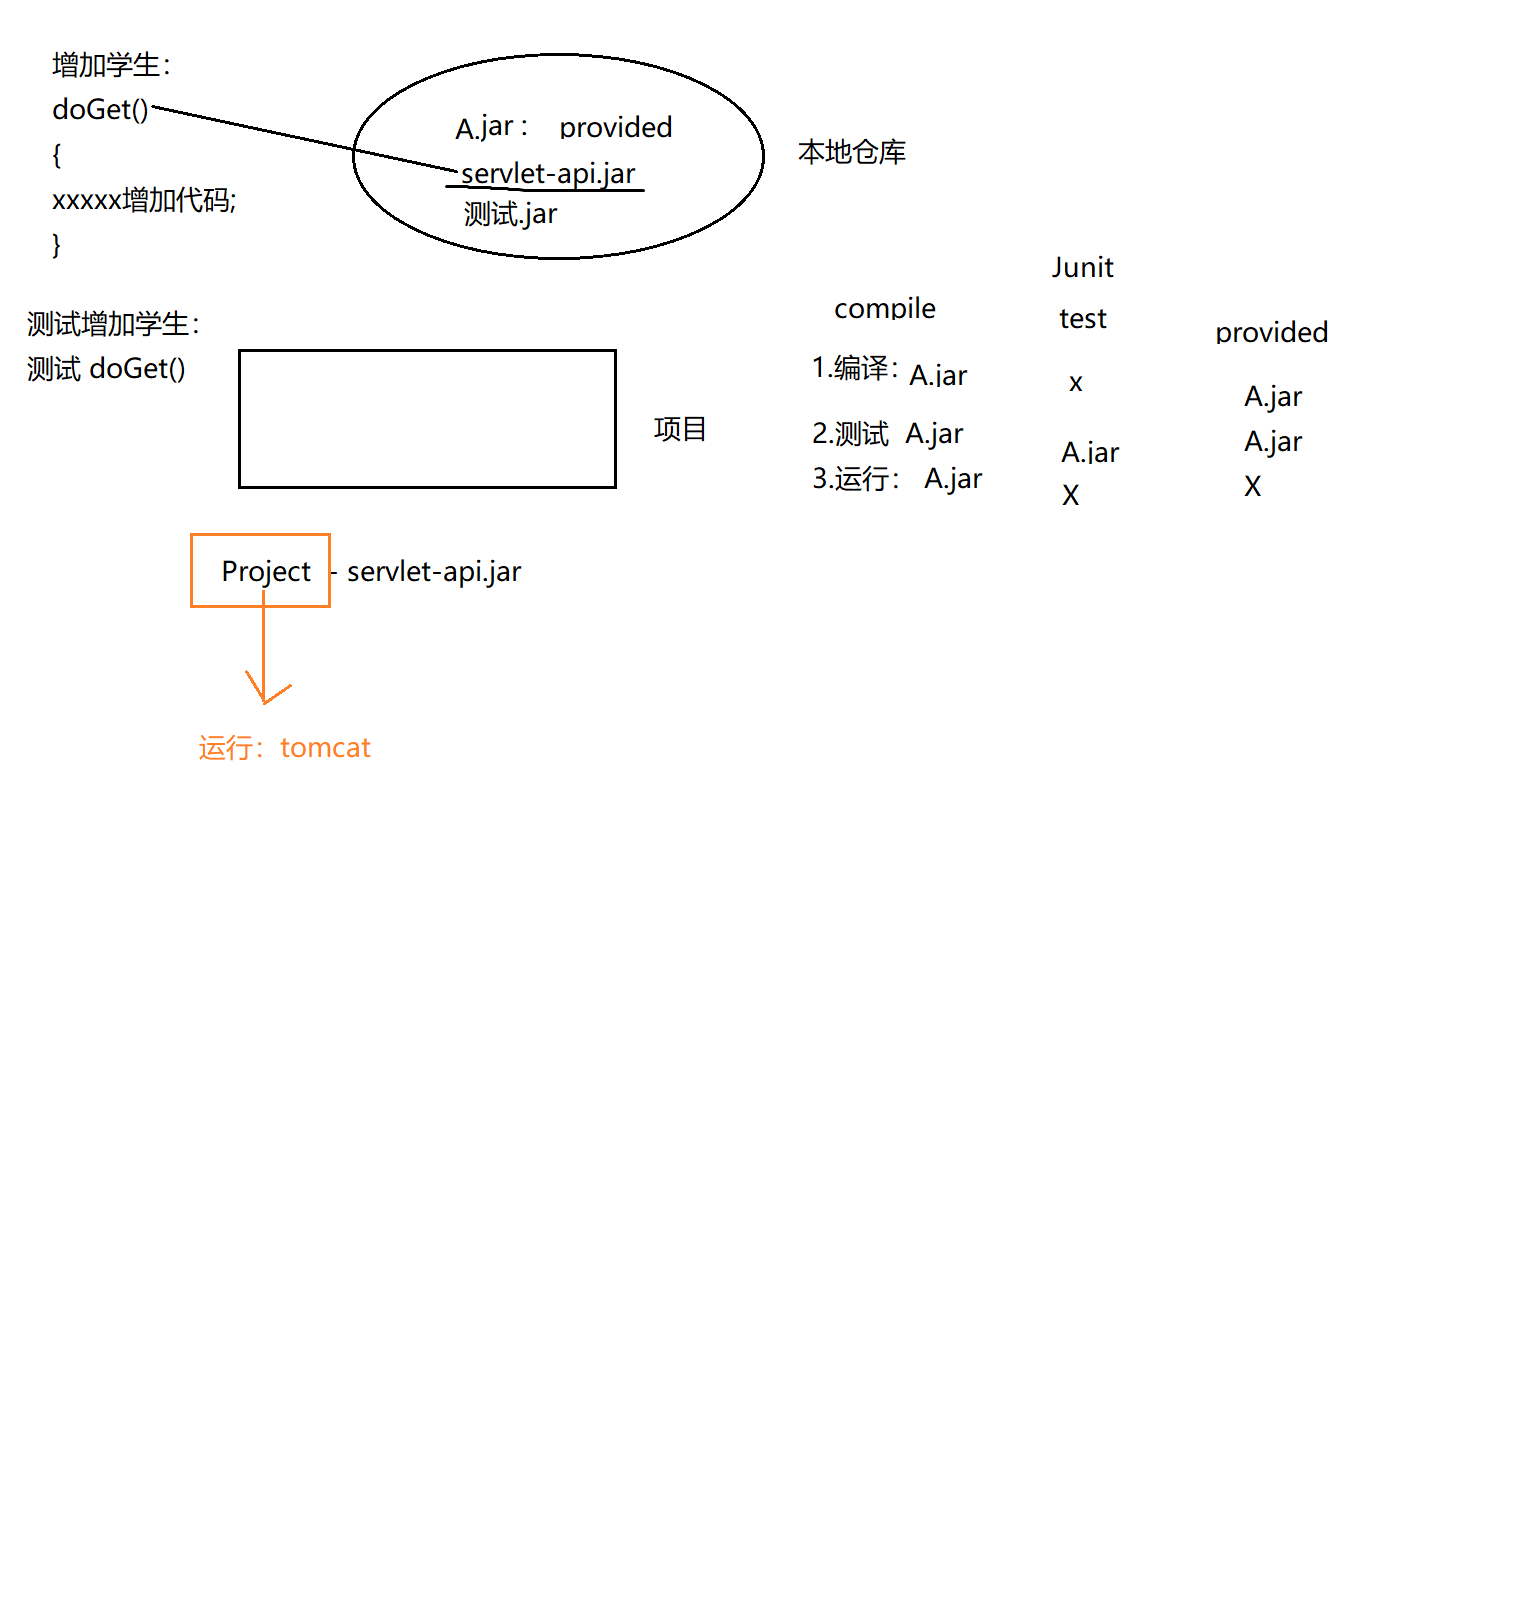 增加学生：
doGet()
{
xxxxx增加代码;
}
A.jar： provided
servlet-api.jar
测试.jar
本地仓库
测试增加学生：
测试 doGet()
项目
compile
Junit
test
provided
1.编译： A.jar
x
A.jar
2.测试 A.jar
A.jar
A.jar
3.运行： A.jar
X
X
Project - servlet-api.jar
运行：tomcat